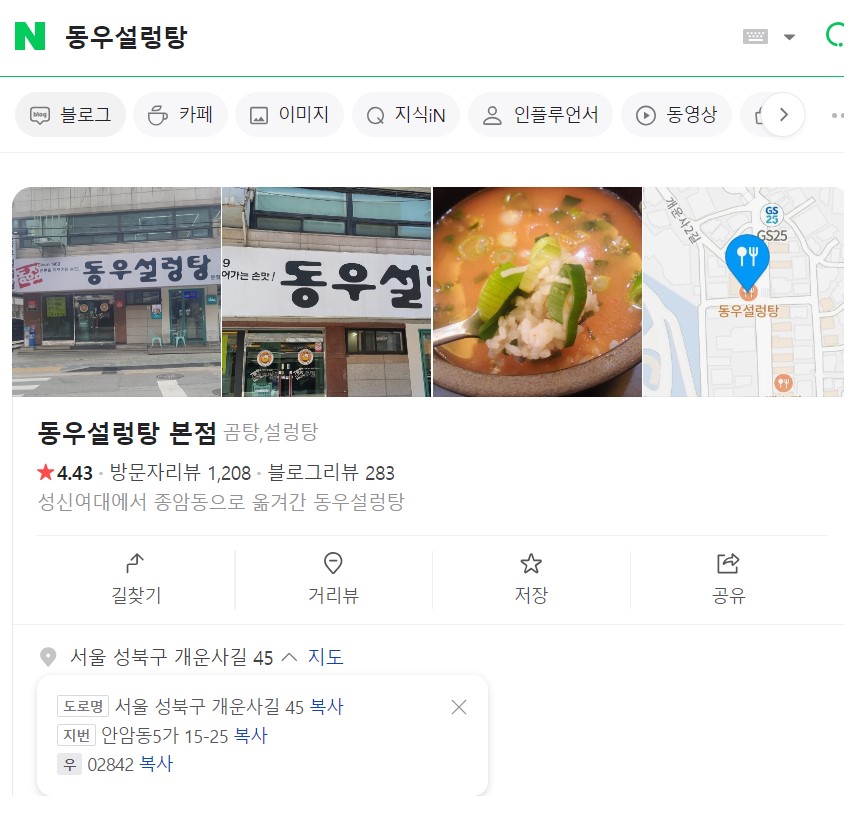 N 동우설렁탕
blog 블로그 카페 이미지 지식iN 인플루언서 동영상
동우설렁탕
9
어가는 손맛!
동우설
개운사2길
GS
25
GS25
동우설렁탕
동우설렁탕 본점 곰탕,설렁탕
4.43 · 방문자리뷰 1,208 · 블로그리뷰 283
성신여대에서 종암동으로 옮겨간 동우설렁탕
길찾기 거리뷰 저장 공유
서울 성북구 개운사길 45 지도
도로명 서울 성북구 개운사길 45 복사
지번 안암동5가 15-25 복사
우 02842 복사